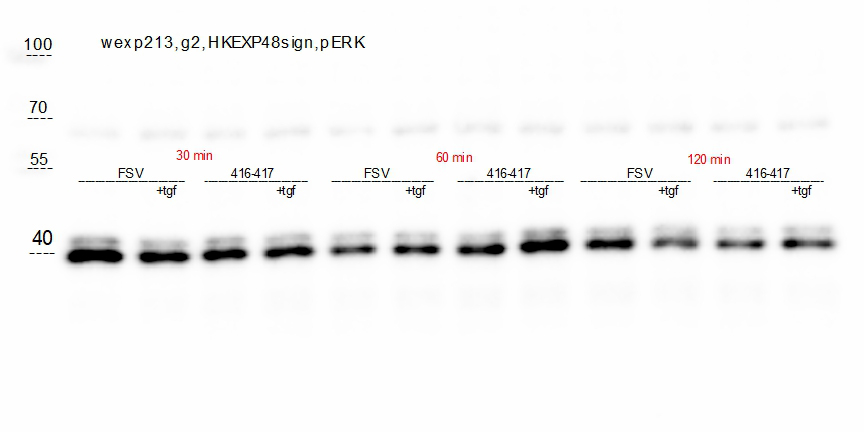 100
wexp213,g2,HKEXP48sign,pERK
70
55
30 min 60 min 120 min
FSV 416-417 FSV 416-417 FSV 416-417
+tgf +tgf +tgf +tgf +tgf +tgf
40